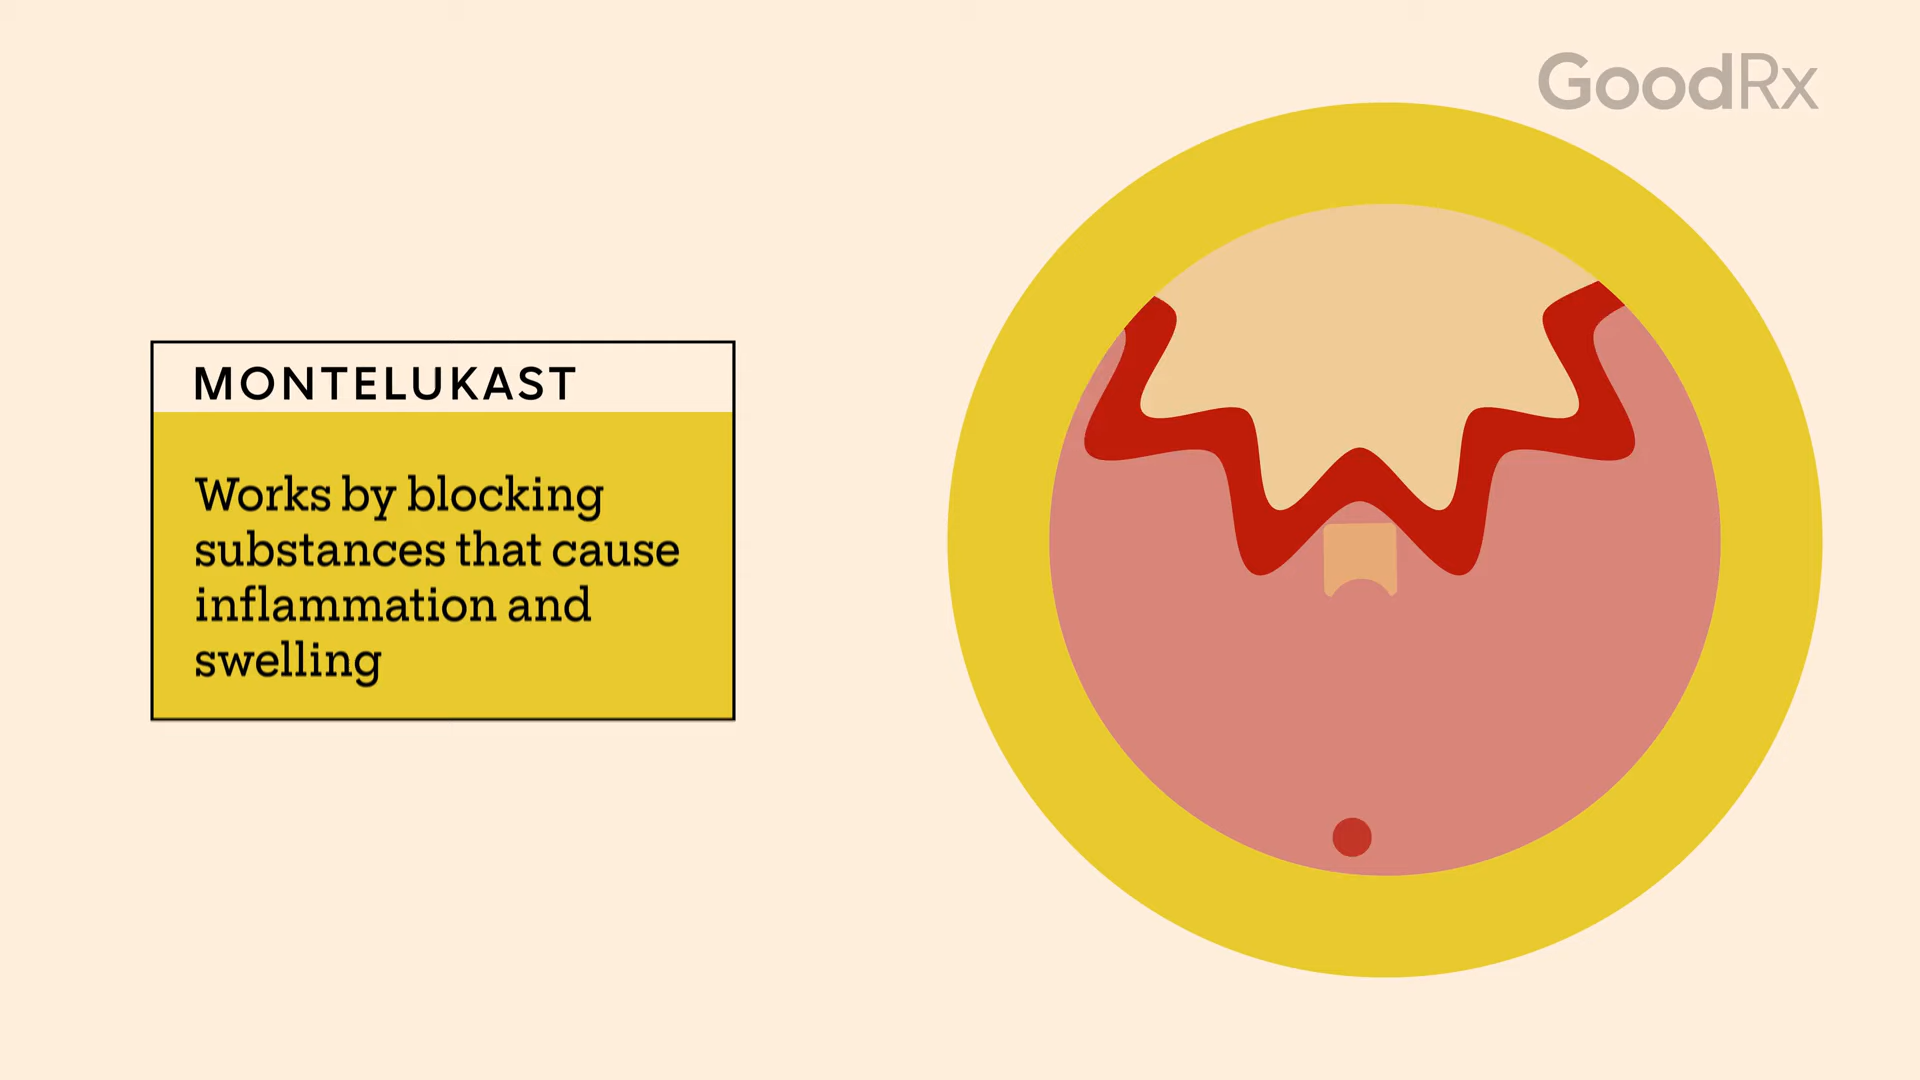 GoodRx
MONTELUKAST
Works by blocking
substances that cause
inflammation and
swelling